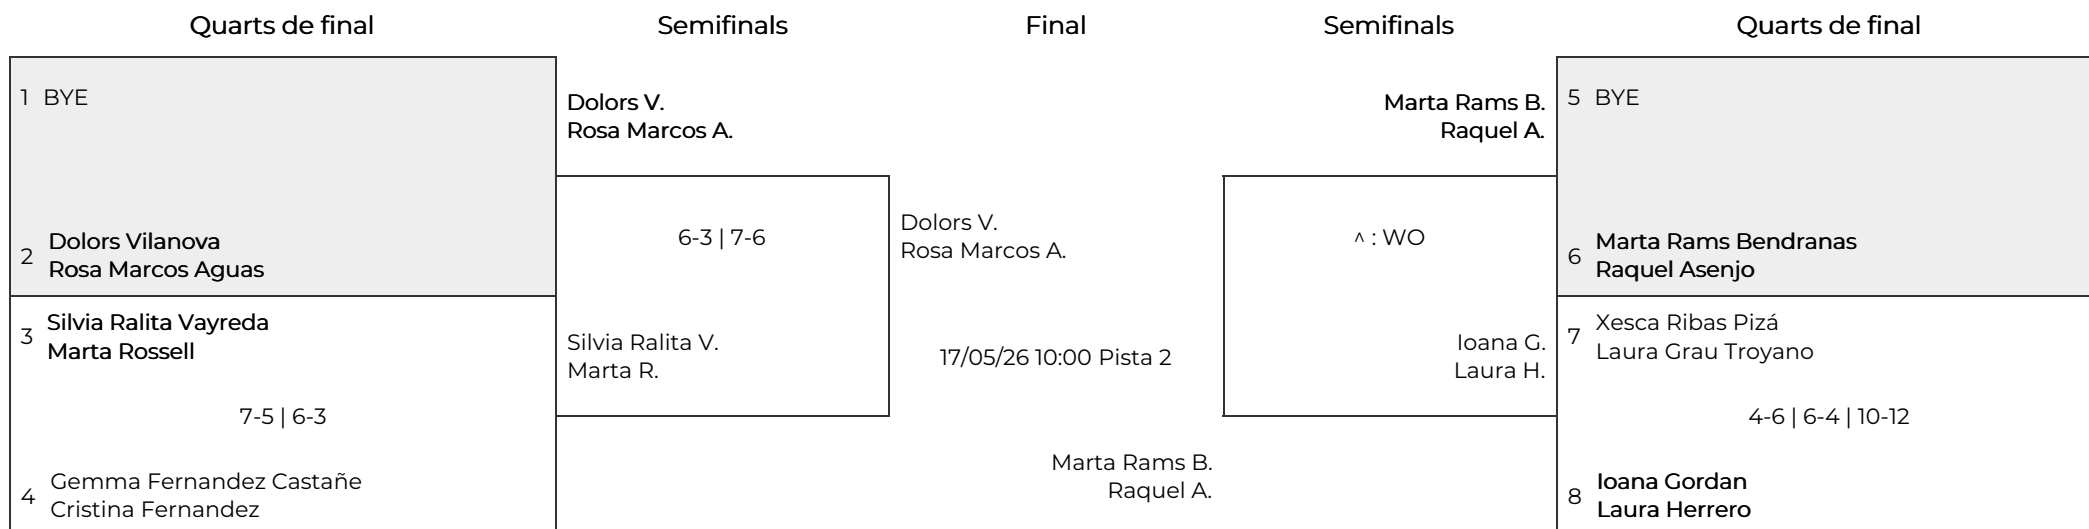 Quarts de final
Semifinals
Final
Semifinals
Quarts de final
1 BYE
2 Dolors Vilanova
Rosa Marcos Aguas
3 Silvia Ralita Vayreda
Marta Rossell
7-5 | 6-3
4 Gemma Fernandez Castañe
Cristina Fernandez
Dolors V.
Rosa Marcos A.
6-3 | 7-6
Silvia Ralita V.
Marta R.
Dolors V.
Rosa Marcos A.
17/05/26 10:00 Pista 2
Marta Rams B.
Raquel A.
Marta Rams B.
Raquel A.
^ : WO
Ioana G.
Laura H.
5 BYE
6 Marta Rams Bendranas
Raquel Asenjo
7 Xesca Ribas Pizá
Laura Grau Troyano
4-6 | 6-4 | 10-12
8 Ioana Gordan
Laura Herrero